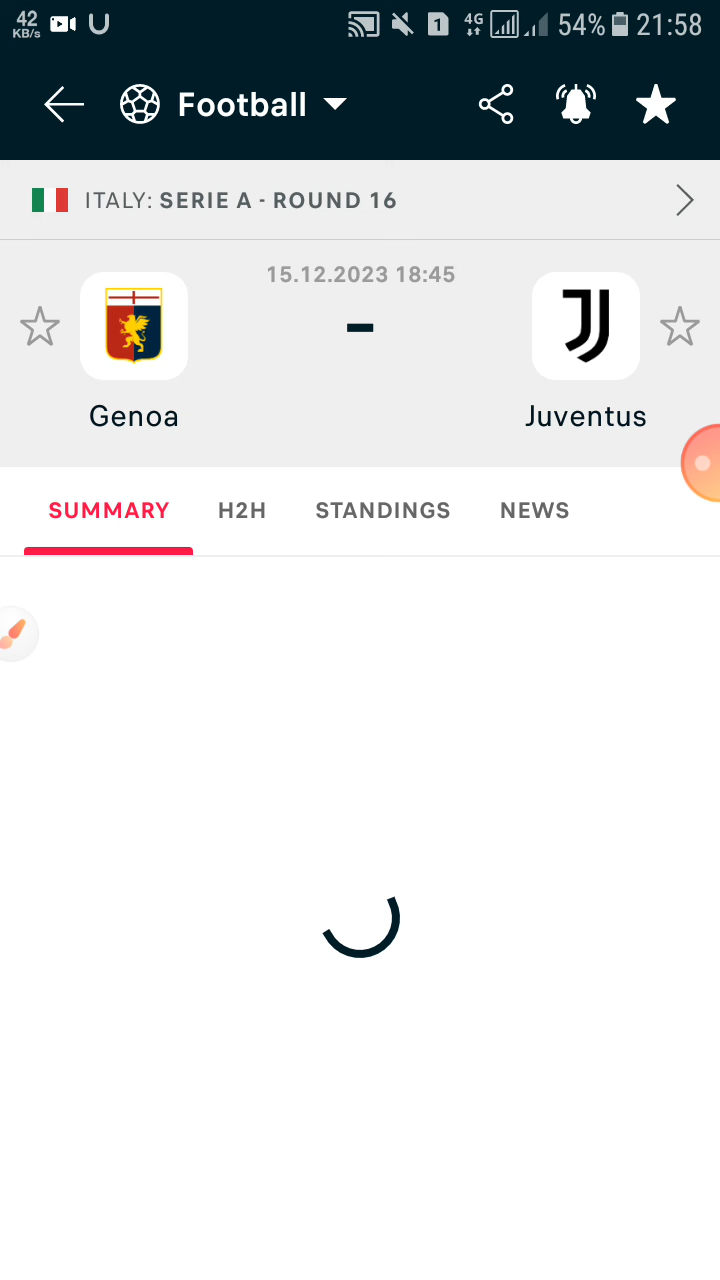 42 KB/s 1 4G 54% 21:58
Football
ITALY: SERIE A - ROUND 16
15.12.2023 18:45
-
Genoa Juventus
SUMMARY H2H STANDINGS NEWS